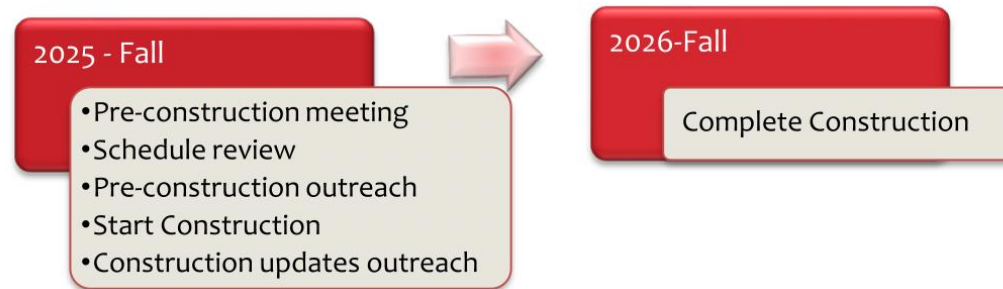 2025 - Fall
•Pre-construction meeting
•Schedule review
•Pre-construction outreach
•Start Construction
•Construction updates outreach
2026-Fall
Complete Construction